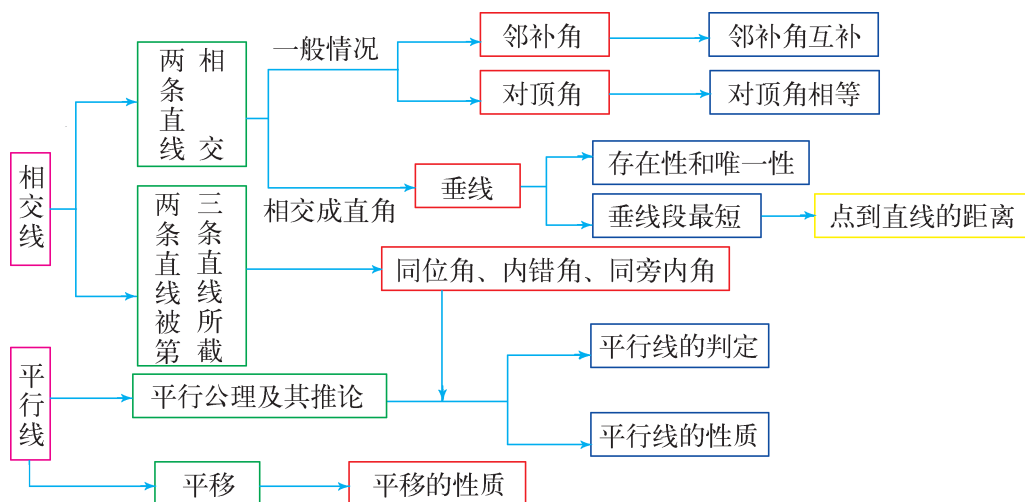 相交线
两条直线相交
一般情况
邻补角
邻补角互补
对顶角
对顶角相等
相交成直角
垂线
存在性和唯一性
垂线段最短
点到直线的距离
两条直线被第三条直线所截
同位角、内错角、同旁内角
平行线
平行公理及其推论
平行线的判定
平行线的性质
平移
平移的性质